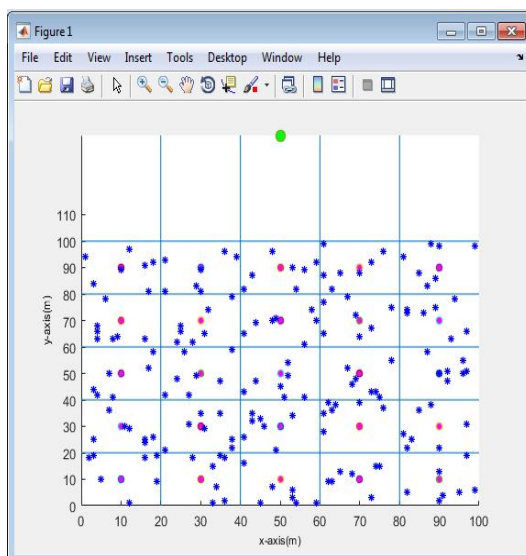 Figure 1
File Edit View Insert Tools Desktop Window Help
110
100
90
80
70
60
50
40
30
20
10
0
y-axis(m)
0 10 20 30 40 50 60 70 80 90 100
x-axis(m)